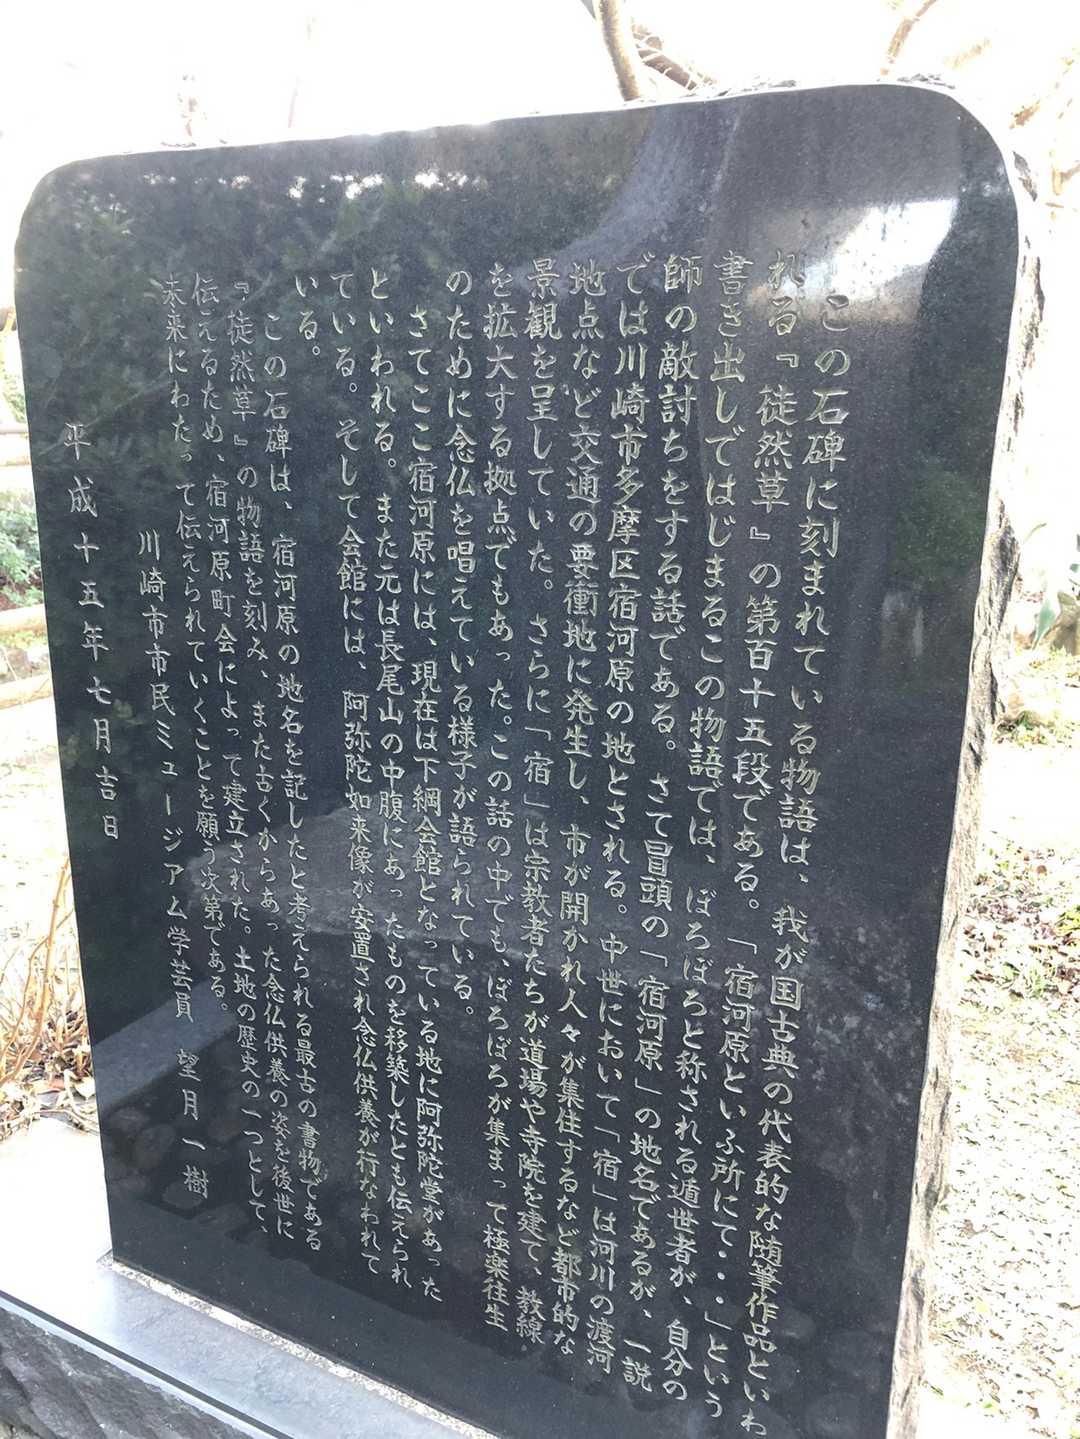 この石碑に刻まれている物語は、我が国古典の代表的な随筆作品といわ
れる『徒然草』の第百十五段である。「宿河原といふ所にて・・・」という
書き出しではじまるこの物語では、ぼろぼろと称される遁世者が、自分の
師の敵討ちをする話である。さて冒頭の「宿河原」の地名であるが、一説
では川崎市多摩区宿河原の地とされる。中世において「宿」は河川の渡河
地点など交通の要衝地に発生し、市が開かれ人々が集住するなど都市的な
景観を呈していた。さらに「宿」は宗教者たちが道場や寺院を建て、教線
を拡大する拠点でもあった。この話の中でも、ぼろぼろが集まって極楽往生
のために念仏を唱えている様子が語られている。
さてここ宿河原には、現在は下綱会館となっている地に阿弥陀堂があった
といわれる。また元は長尾山の中腹にあったものを移築したとも伝えられ
ている。そして会館には、阿弥陀如来像が安置され念仏供養が行なわれて
いる。
この石碑は、宿河原の地名を記したと考えられる最古の書物である
『徒然草』の物語を刻み、また古くからあった念仏供養の姿を後世に
伝えるため、宿河原町会によって建立された。土地の歴史の一つとして、
未来にわたって伝えられていくことを願う次第である。
川崎市市民ミュージアム学芸員 望月一樹
平成十五年七月吉日